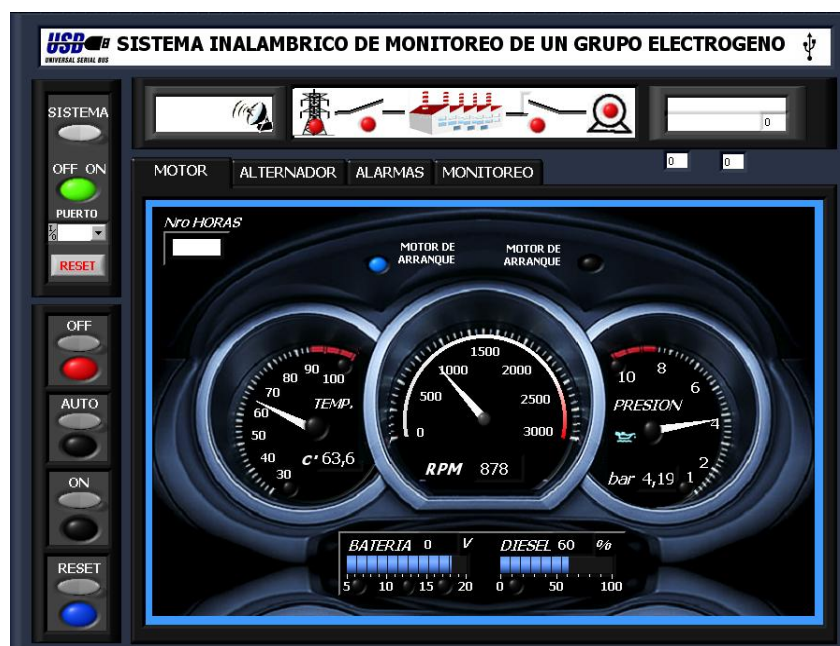 USB
UNIVERSAL SERIAL BUS
SISTEMA INALAMBRICO DE MONITOREO DE UN GRUPO ELECTROGENO
SISTEMA
OFF ON
PUERTO
I/O
RESET
OFF
AUTO
ON
RESET
0
0 0
MOTOR ALTERNADOR ALARMAS MONITOREO
Nro HORAS
MOTOR DE
ARRANQUE
MOTOR DE
ARRANQUE
30 40 50 60 70 80 90 100
TEMP.
C° 63,6
0 500 1000 1500 2000 2500 3000
RPM 878
10 8 6 4 2 1
PRESION
bar 4,19
BATERIA 0 V
5 10 15 20
DIESEL 60 %
0 50 100